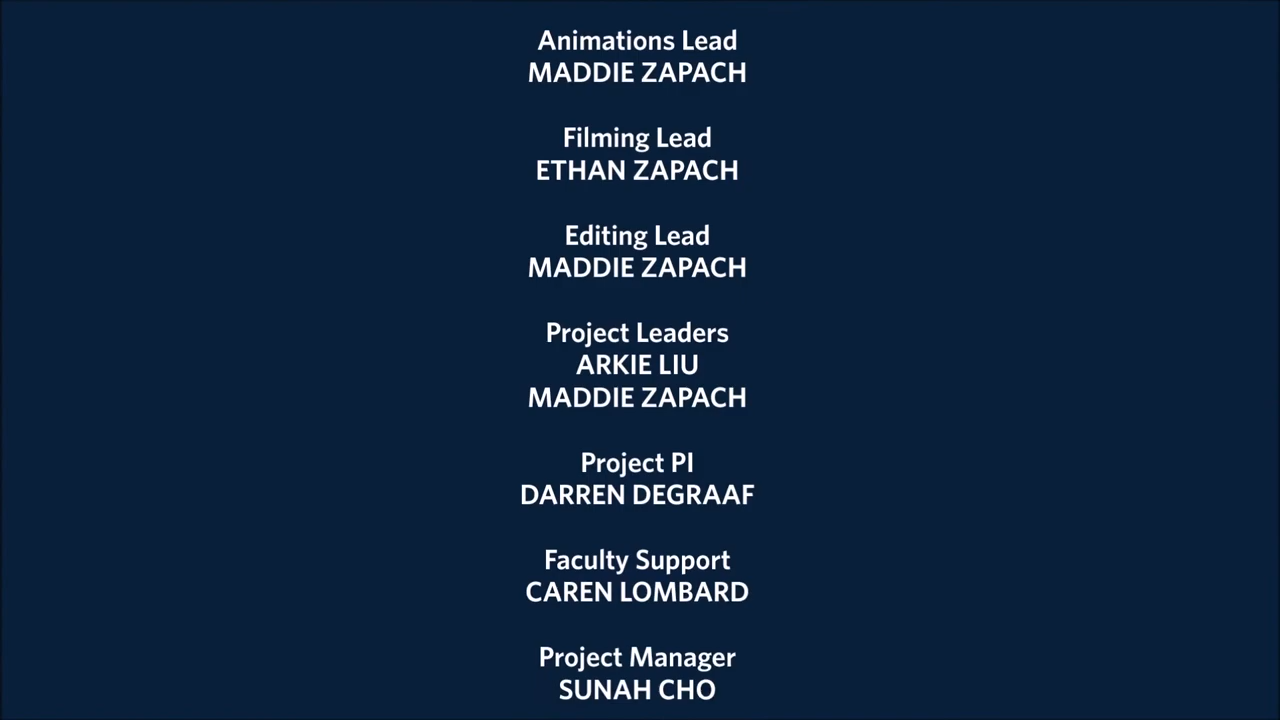 Animations Lead
MADDIE ZAPACH
Filming Lead
ETHAN ZAPACH
Editing Lead
MADDIE ZAPACH
Project Leaders
ARKIE LIU
MADDIE ZAPACH
Project PI
DARREN DEGRAAF
Faculty Support
CAREN LOMBARD
Project Manager
SUNAH CHO